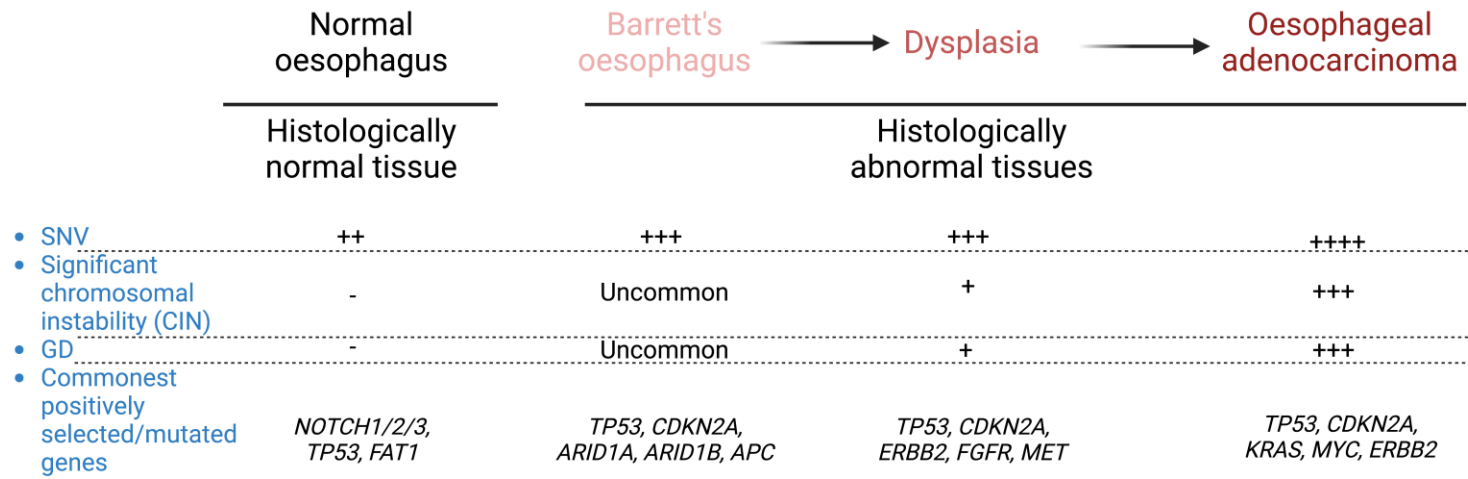 Normal
oesophagus
Barrett's
oesophagus
Dysplasia
Oesophageal
adenocarcinoma
Histologically
normal tissue
Histologically
abnormal tissues
• SNV
++
+++
+++
++++
• Significant
chromosomal
instability (CIN)
-
Uncommon
+
+++
• GD
-
Uncommon
+
+++
• Commonest
positively
selected/mutated
genes
NOTCH1/2/3,
TP53, FAT1
TP53, CDKN2A,
ARID1A, ARID1B, APC
TP53, CDKN2A,
ERBB2, FGFR, MET
TP53, CDKN2A,
KRAS, MYC, ERBB2